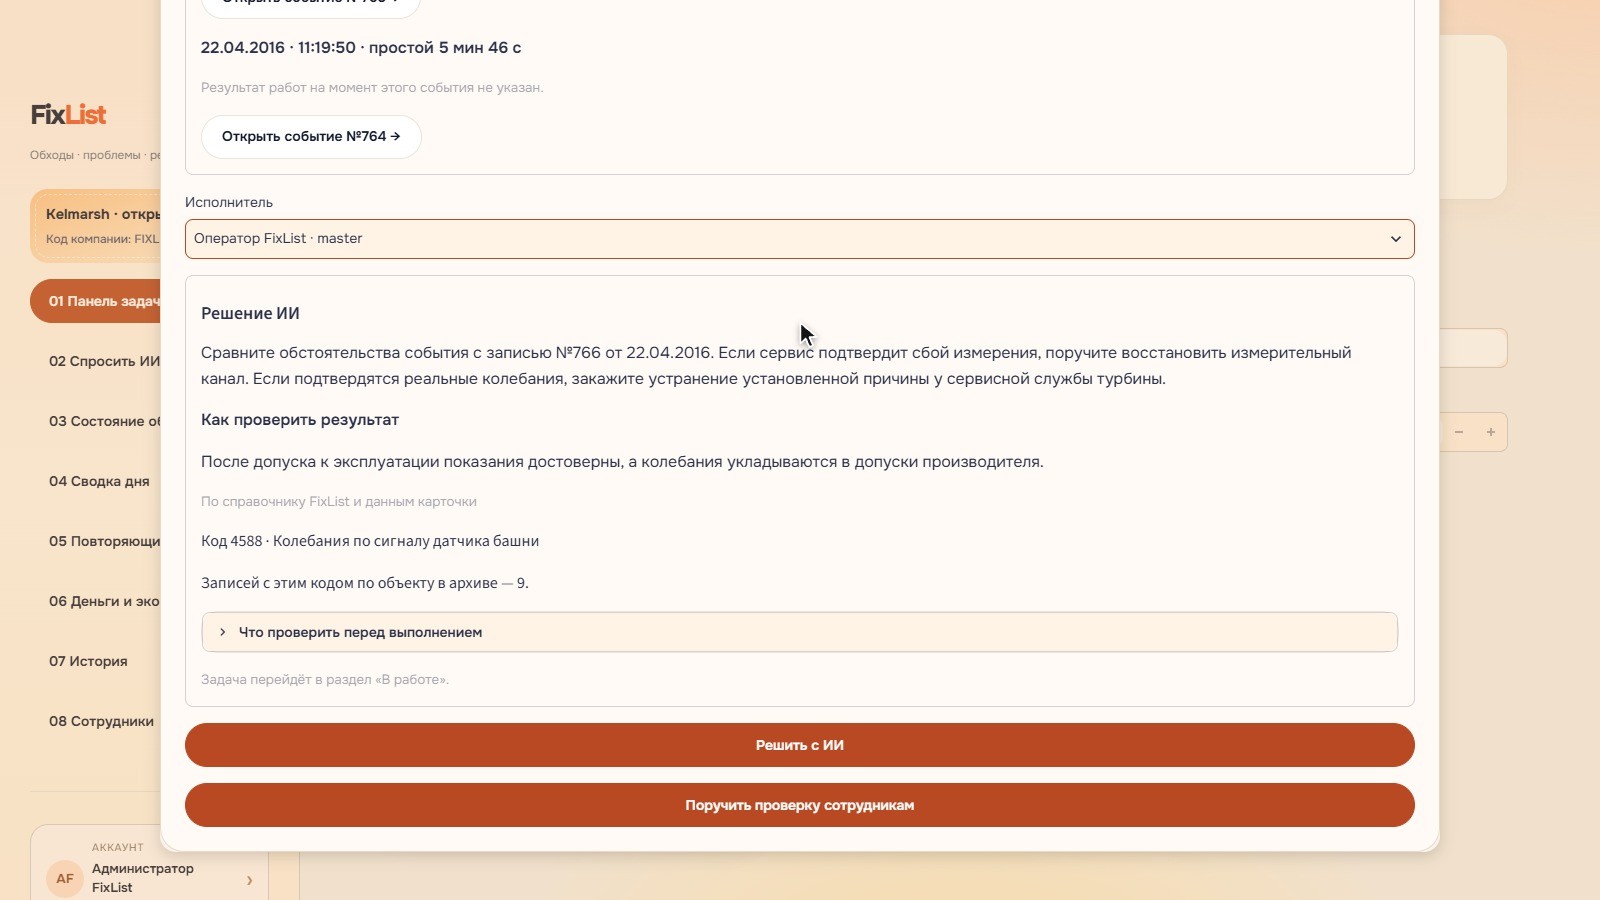 22.04.2016 · 11:19:50 · простой 5 мин 46 с
Результат работ на момент этого события не указан.
Открыть событие №764 →
Исполнитель
Оператор FixList · master
Решение ИИ
Сравните обстоятельства события с записью №766 от 22.04.2016. Если сервис подтвердит сбой измерения, поручите восстановить измерительный
канал. Если подтвердятся реальные колебания, закажите устранение установленной причины у сервисной службы турбины.
Как проверить результат
После допуска к эксплуатации показания достоверны, а колебания укладываются в допуски производителя.
По справочнику FixList и данным карточки
Код 4588 · Колебания по сигналу датчика башни
Записей с этим кодом по объекту в архиве — 9.
Что проверить перед выполнением
Задача перейдёт в раздел «В работе».
Решить с ИИ
Поручить проверку сотрудникам
FixList
Обходы · проблемы · ре
Kelmarsh · откры
Код компании: FIXL
01 Панель задач
02 Спросить ИИ
03 Состояние об
04 Сводка дня
05 Повторяющи
06 Деньги и эко
07 История
08 Сотрудники
АККАУНТ
AF
Администратор
FixList